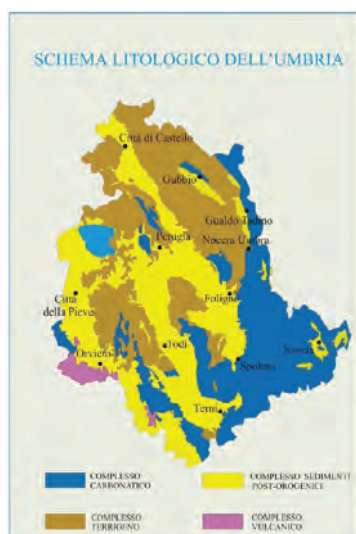 SCHEMA LITOLOGICO DELL'UMBRIA
Città di Castello
Gubbio
Gualdo Tadino
Nocera Umbra
Perugia
Città
della Pieve
Foligno
Todi
Orvieto
Spoleto
Norcia
Terni
COMPLESSO
CARBONATICO
COMPLESSO SEDIMENTI
POST-OROGENICI
COMPLESSO
TERRIGENO
COMPLESSO
VULCANICO